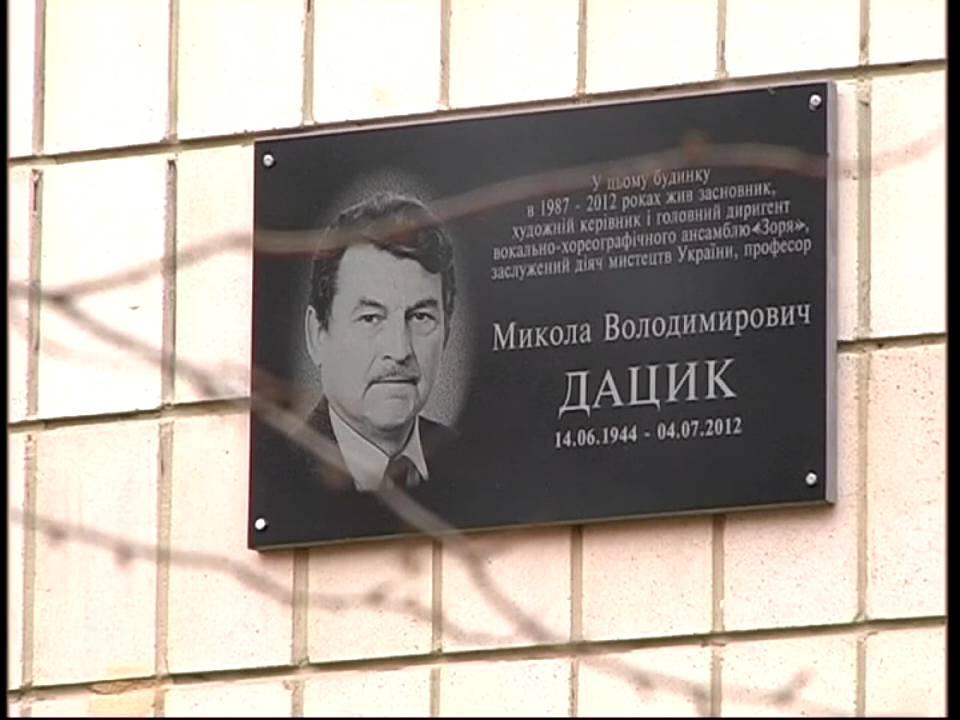 У цьому будинку
в 1987 - 2012 роках жив засновник,
художній керівник і головний диригент
вокально-хореографічного ансамблю «Зоря»,
заслужений діяч мистецтв України, професор
Микола Володимирович
ДАЦИК
14.06.1944 - 04.07.2012